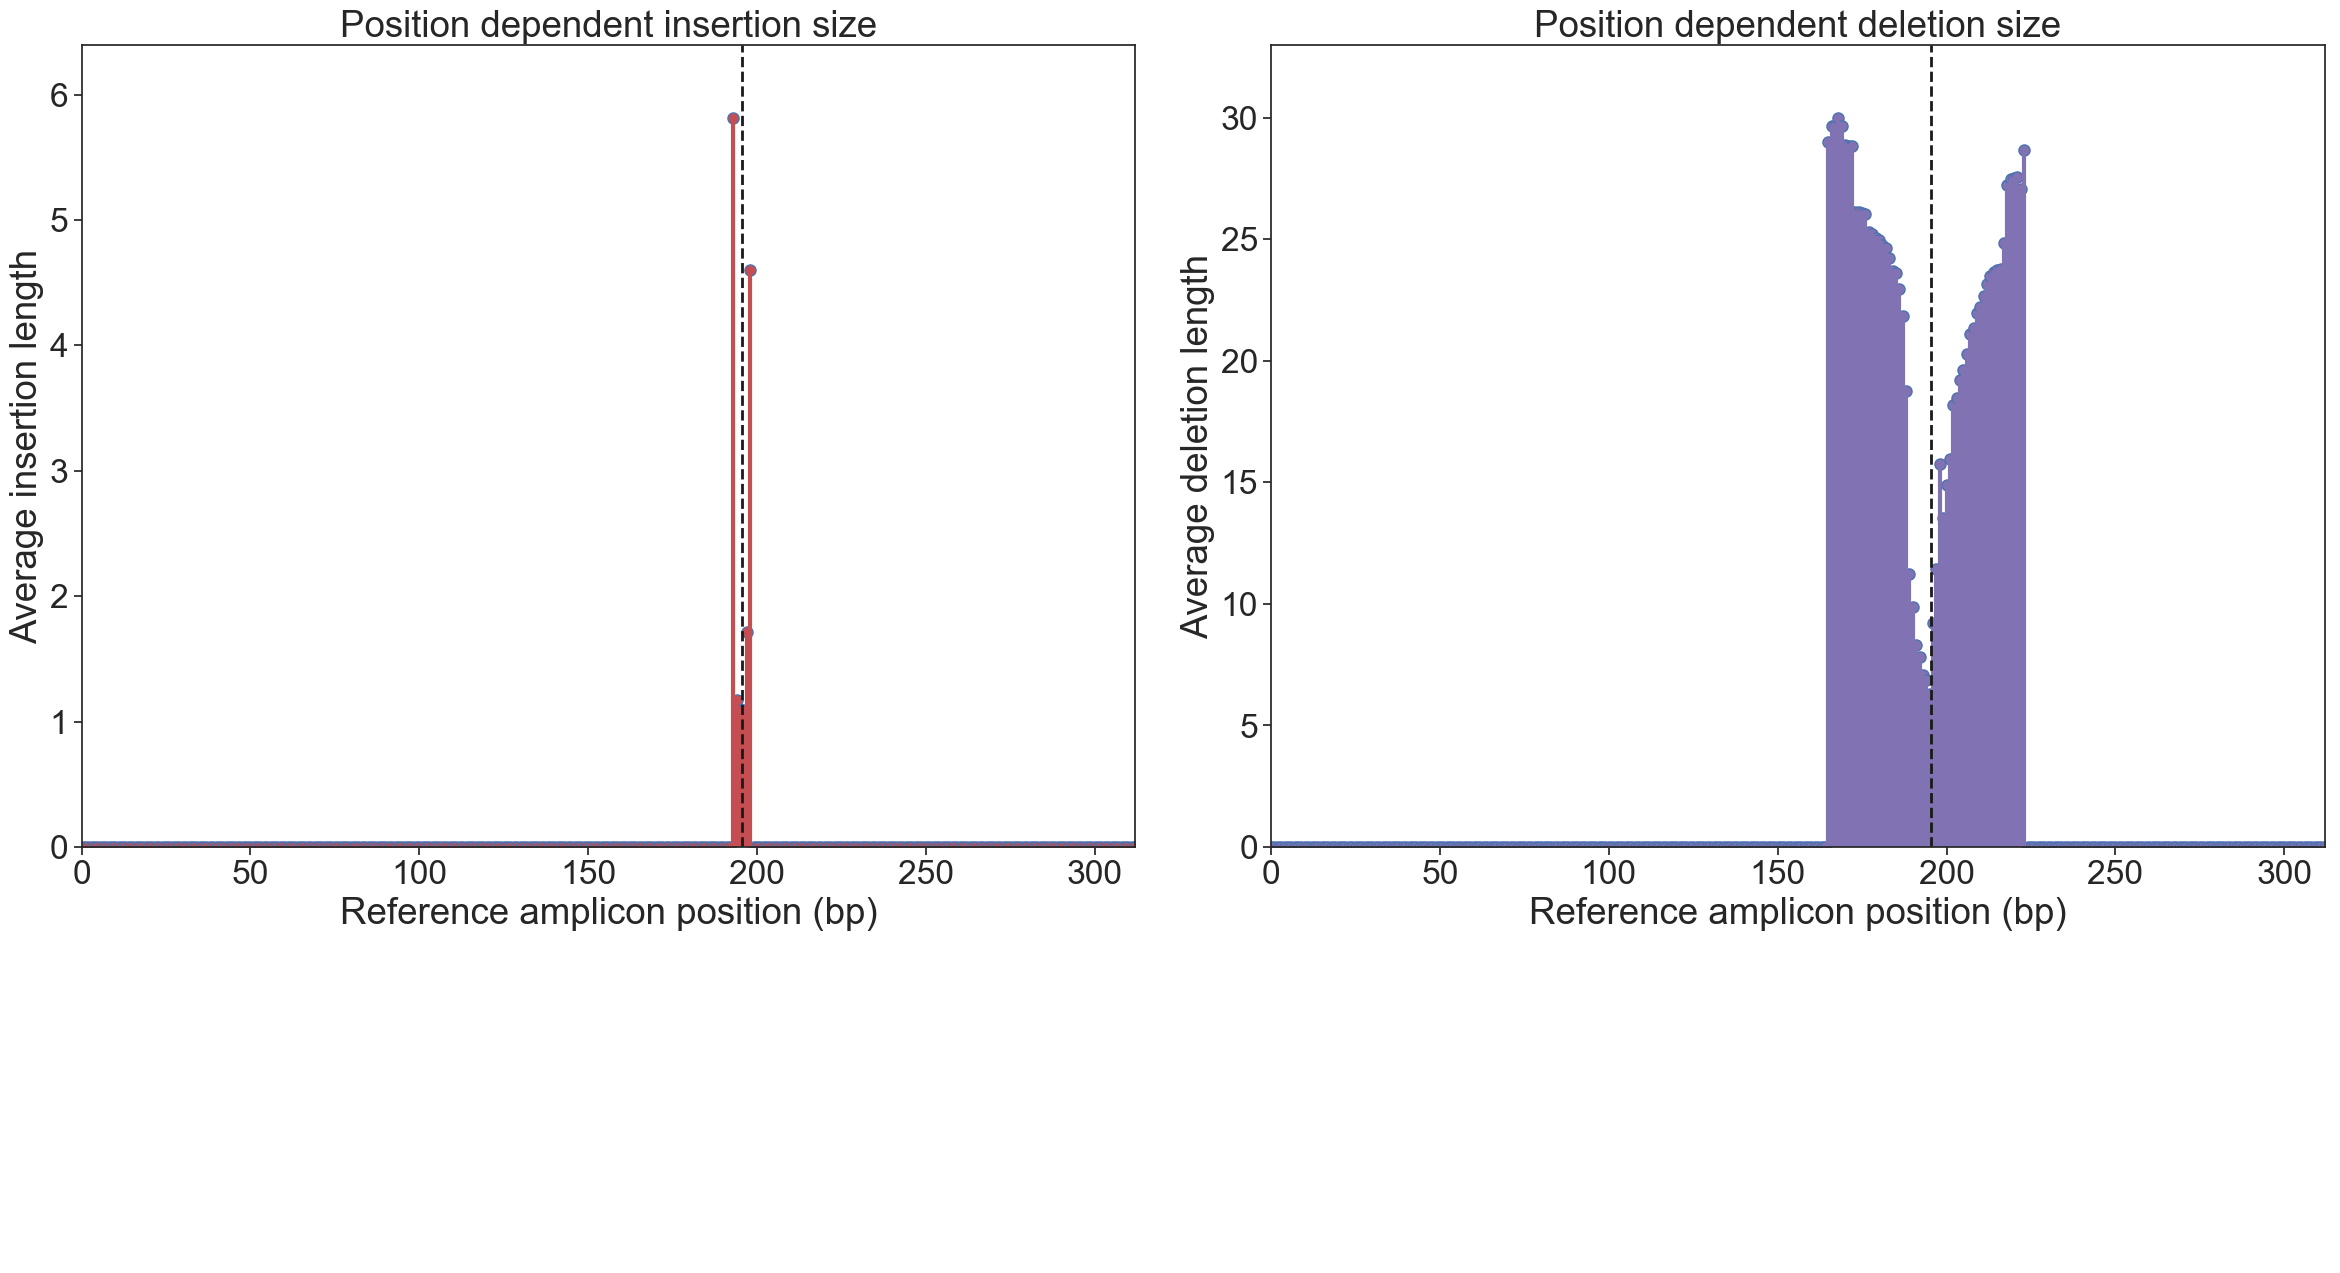 Position dependent insertion size
Average insertion length
6
5
4
3
2
1
0
0 50 100 150 200 250 300
Reference amplicon position (bp)
Position dependent deletion size
Average deletion length
30
25
20
15
10
5
0
0 50 100 150 200 250 300
Reference amplicon position (bp)